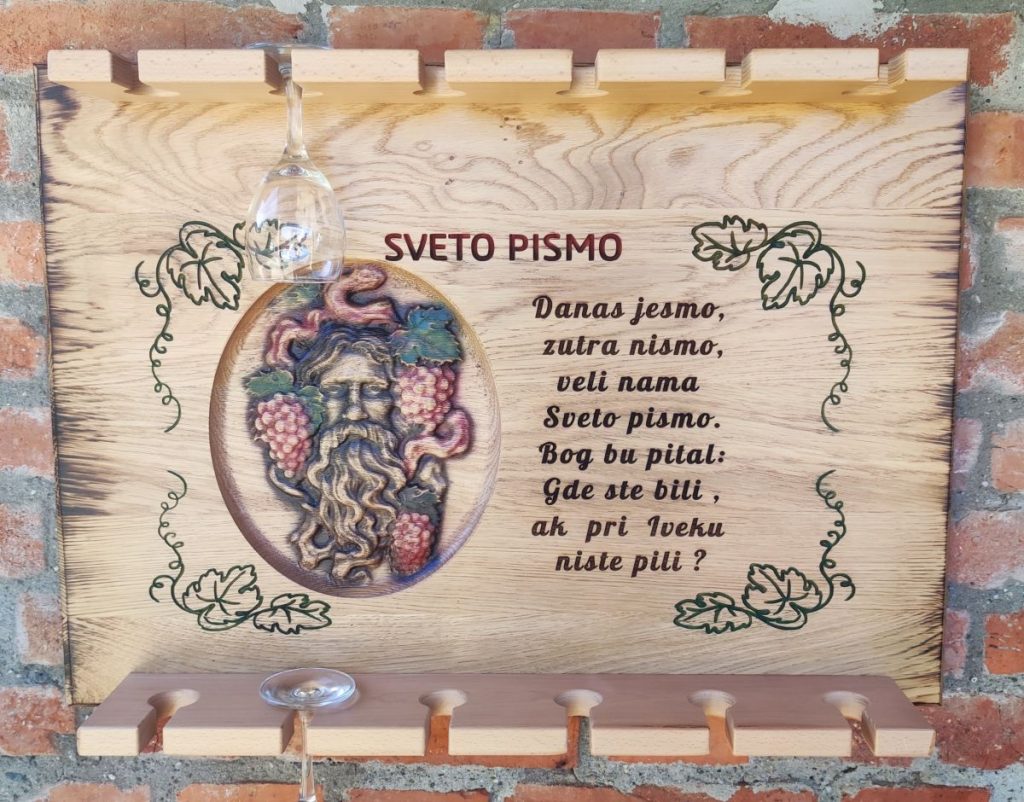 SVETO PISMO
Danas jesmo,
zutra nismo,
veli nama
Sveto pismo.
Bog bu pital:
Gde ste bili ,
ak pri Iveku
niste pili ?